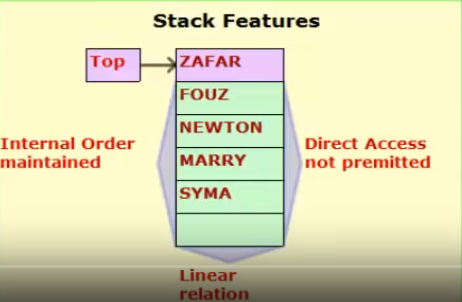 Stack Features
Top
ZAFAR
FOUZ
NEWTON
MARRY
SYMA
Internal Order
maintained
Direct Access
not premitted
Linear
relation